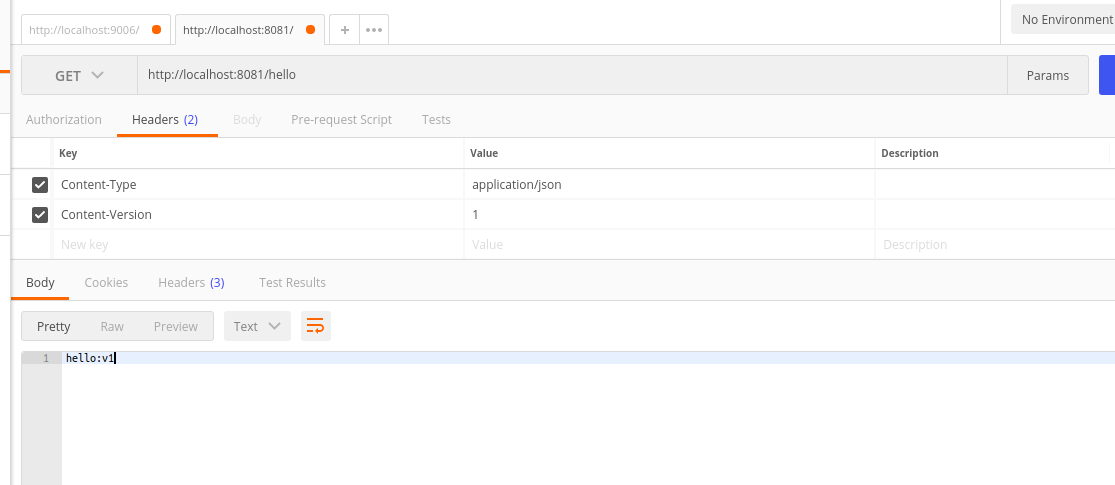 http://localhost:9006/ http://localhost:8081/ + ••• No Environment
GET http://localhost:8081/hello Params
Authorization Headers (2) Body Pre-request Script Tests
Key Value Description
Content-Type application/json
Content-Version 1
New key Value Description
Body Cookies Headers (3) Test Results
Pretty Raw Preview Text
1 hello:v1